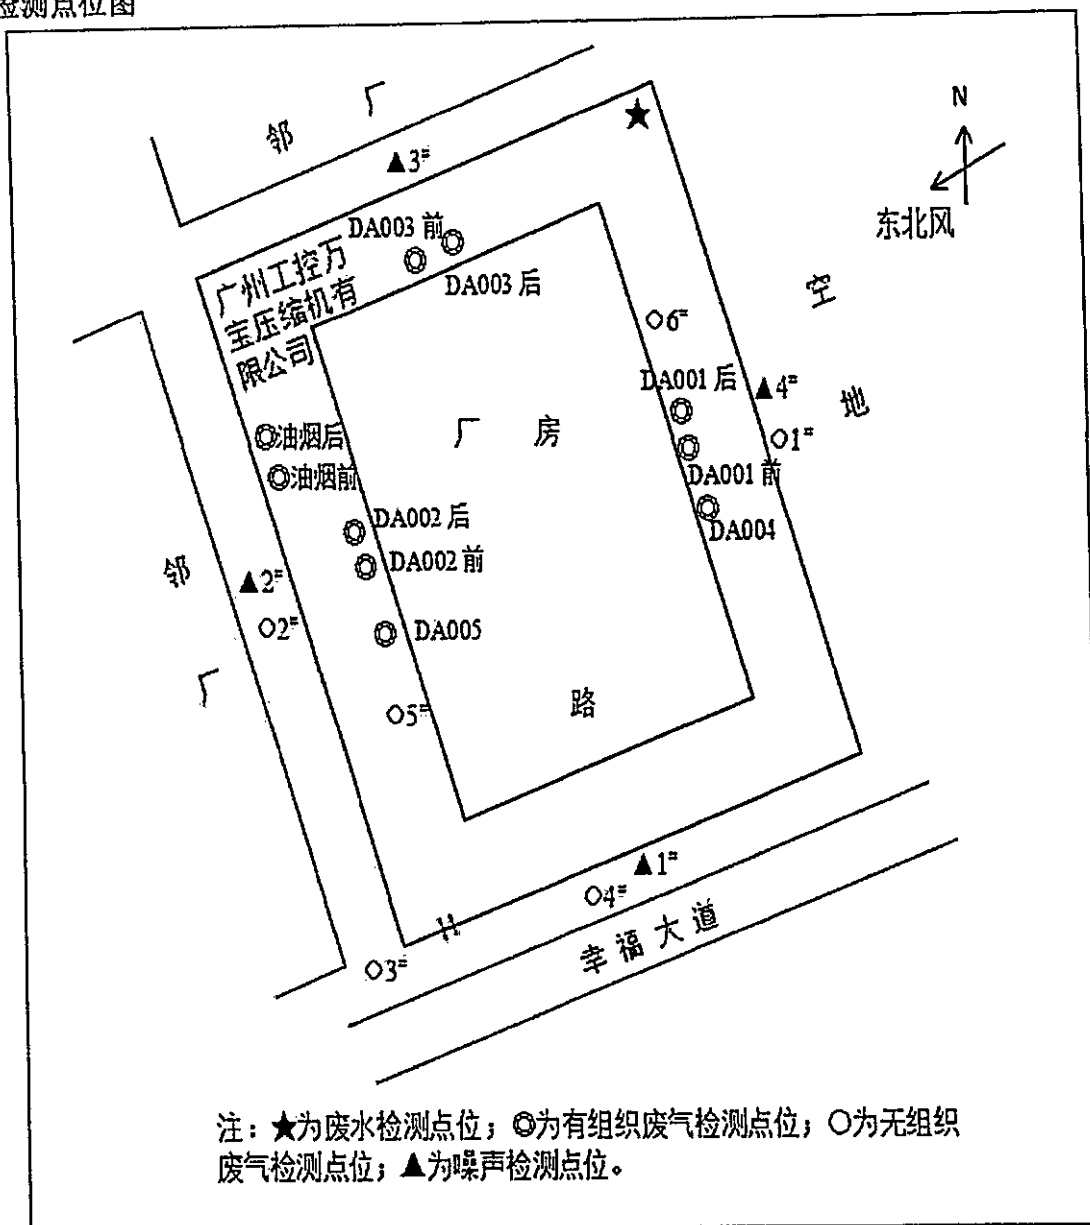 检测点位图
N
东北风
邻 厂
▲3#
★
DA003 前
DA003 后
广州工控万
宝压缩机有
限公司
空 地
○6#
DA001 后
▲4#
○1#
DA001 前
DA004
厂 房
◎油烟后
◎油烟前
DA002 后
DA002 前
DA005
邻 厂
▲2#
○2#
○5#
路
▲1#
○4#
○3#
幸福大道
注：★为废水检测点位；◎为有组织废气检测点位；○为无组织
废气检测点位；▲为噪声检测点位。